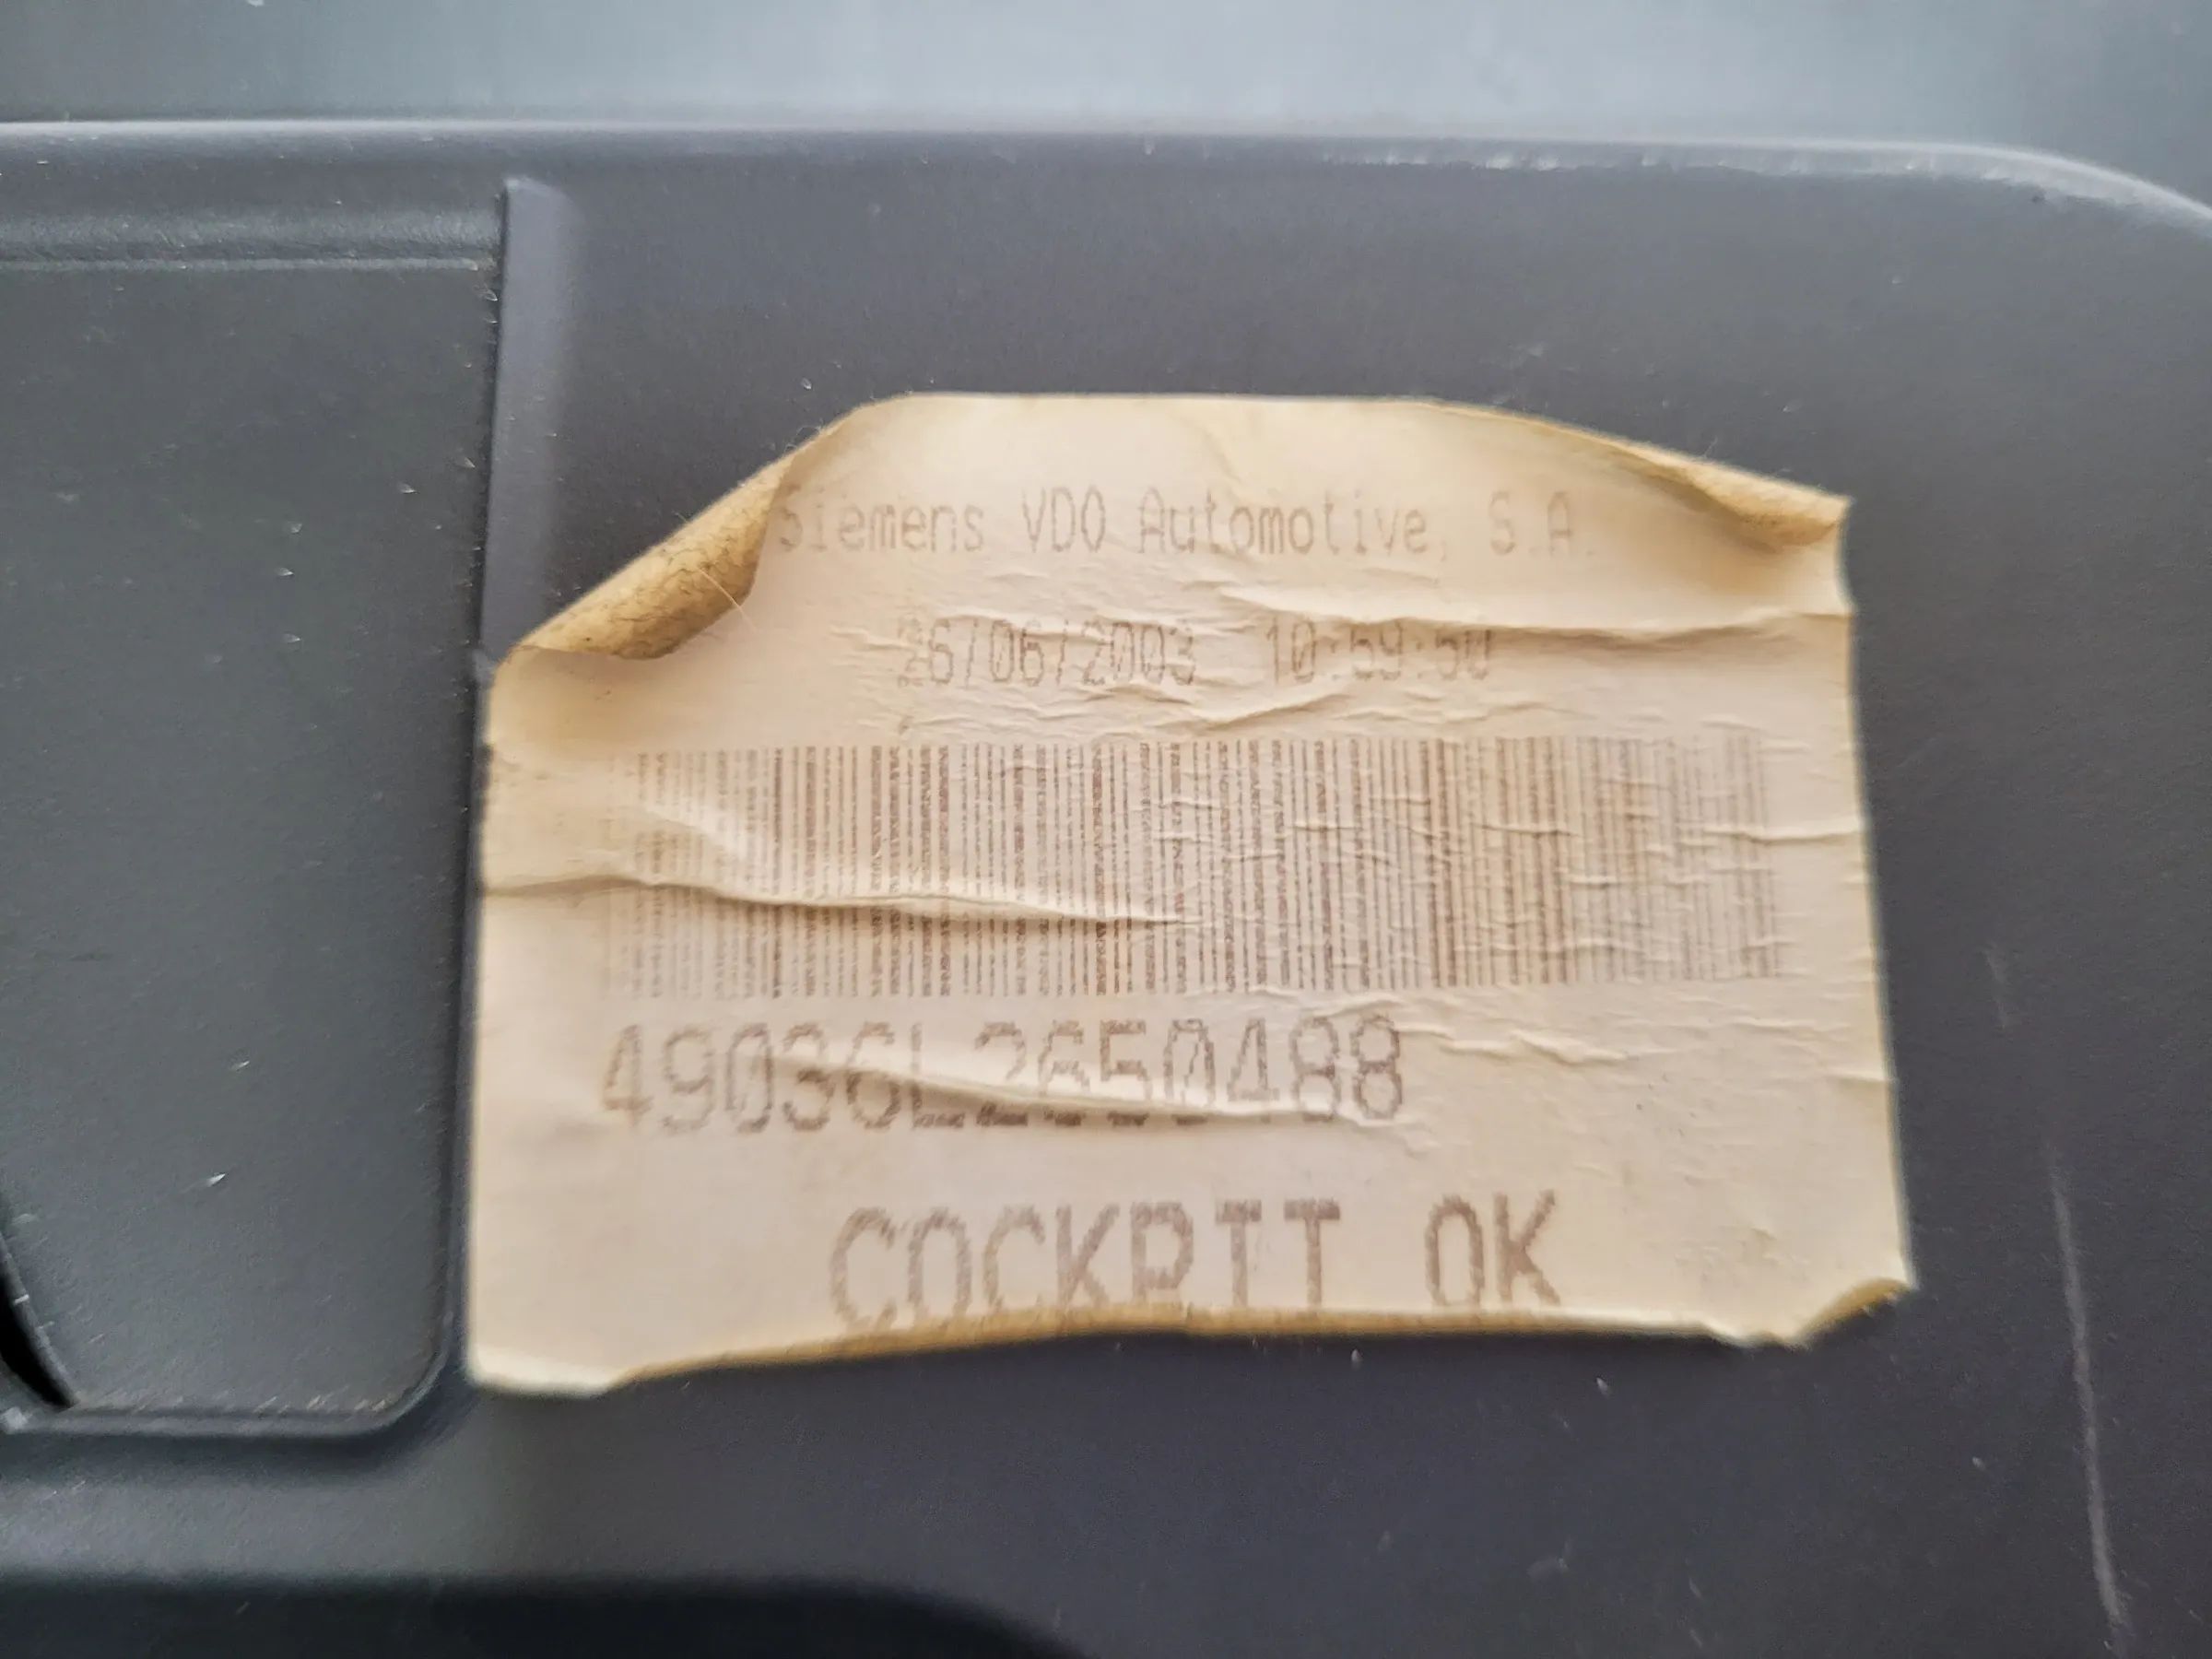 Siemens VDO Automotive, S.A.
26/06/2003 10:59:50
49036L2650488
COCKPIT OK